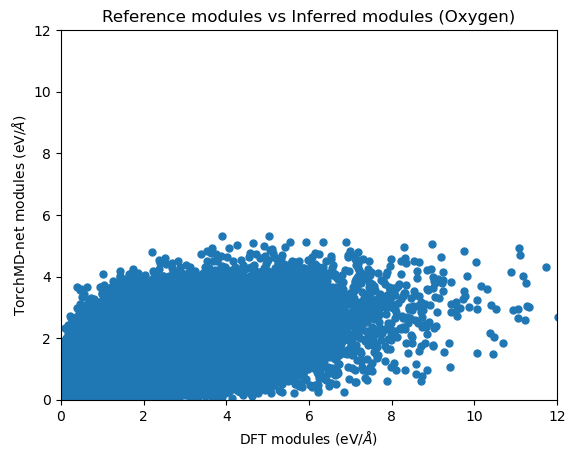 Reference modules vs Inferred modules (Oxygen)
12
10
8
6
4
2
0
TorchMD-net modules (eV/Å)
0 2 4 6 8 10 12
DFT modules (eV/Å)